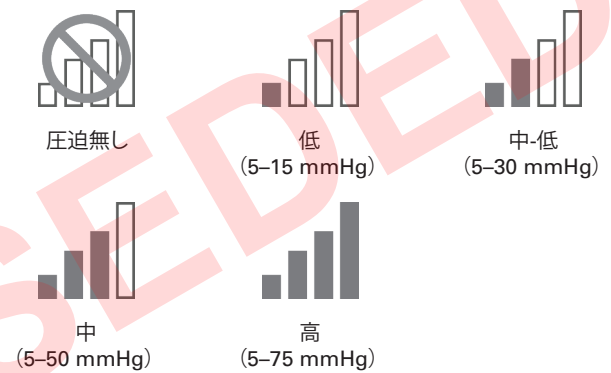 圧迫無し
低
（5–15 mmHg）
中-低
（5–30 mmHg）
中
（5–50 mmHg）
高
（5–75 mmHg）
SEDED